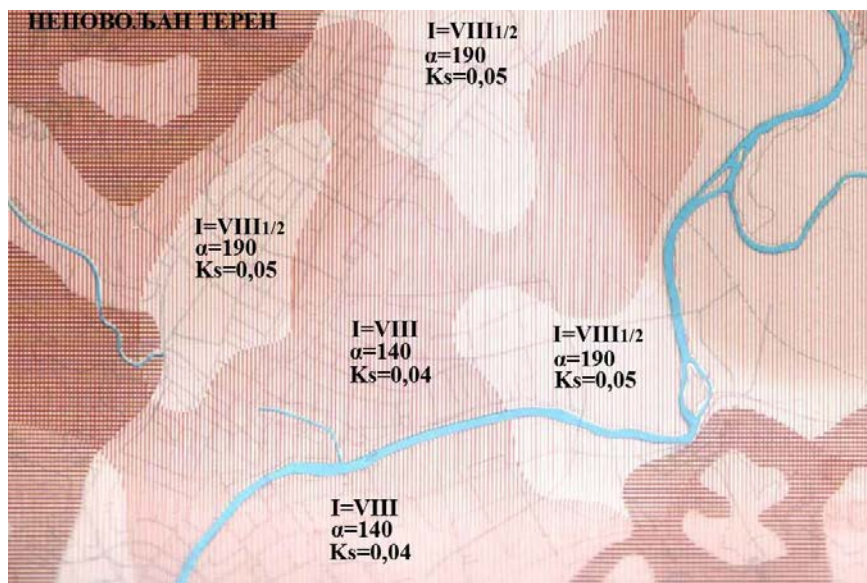 НЕПОВОЉАН ТЕРЕН
I=VIII1/2
α=190
Ks=0,05
I=VIII1/2
α=190
Ks=0,05
I=VIII
α=140
Ks=0,04
I=VIII1/2
α=190
Ks=0,05
I=VIII
α=140
Ks=0,04